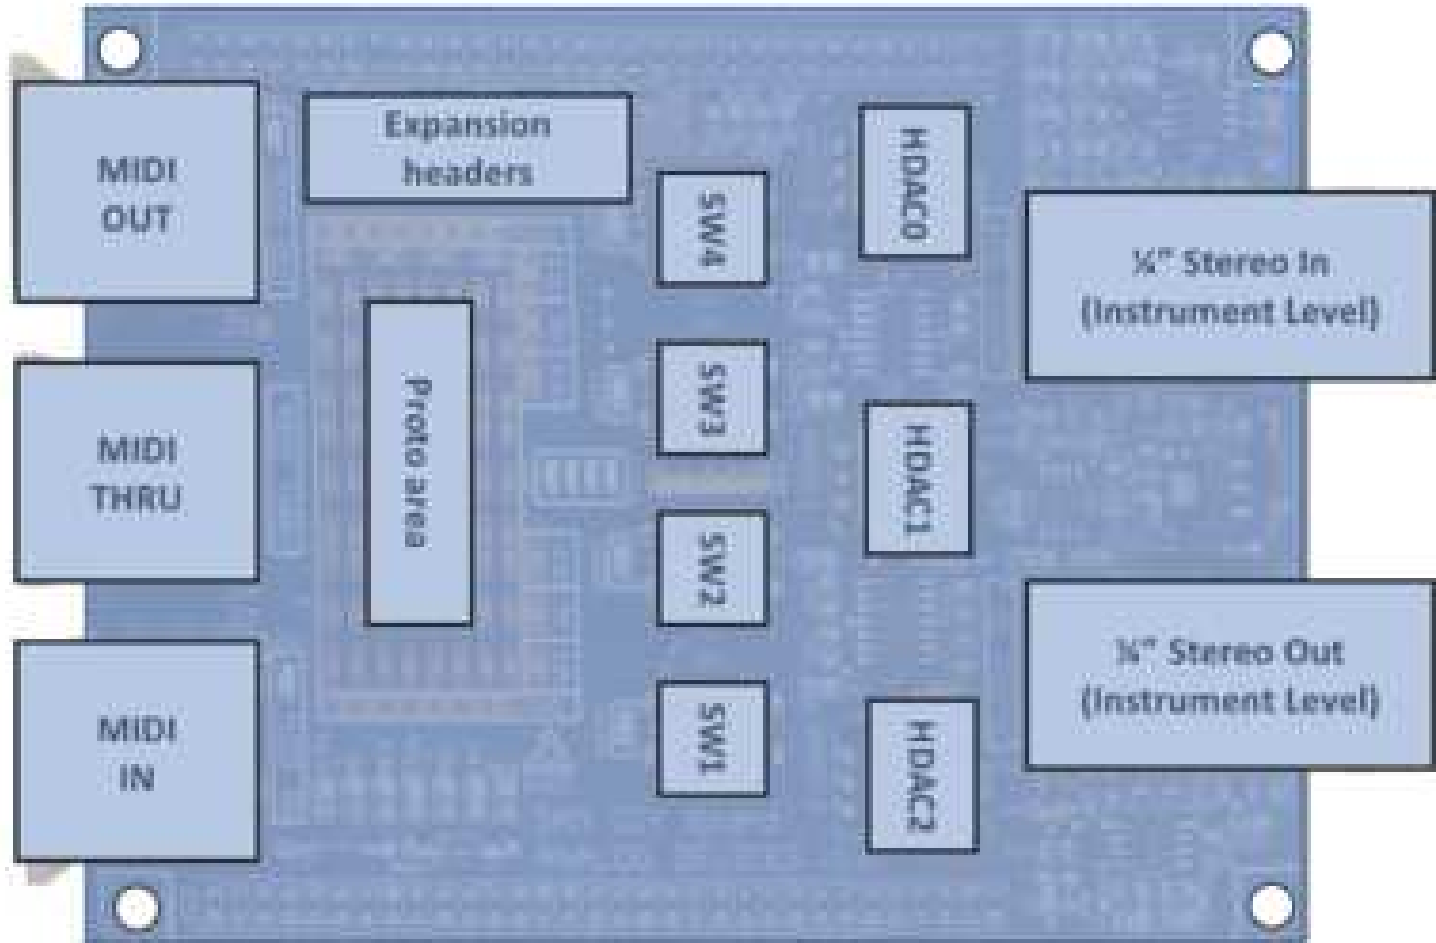 MIDI
OUT
Expansion
headers
HDAC0
SW4
¼" Stereo In
(Instrument Level)
MIDI
THRU
Proto area
SW3
HDAC1
SW2
¼" Stereo Out
(Instrument Level)
MIDI
IN
SW1
HDAC2